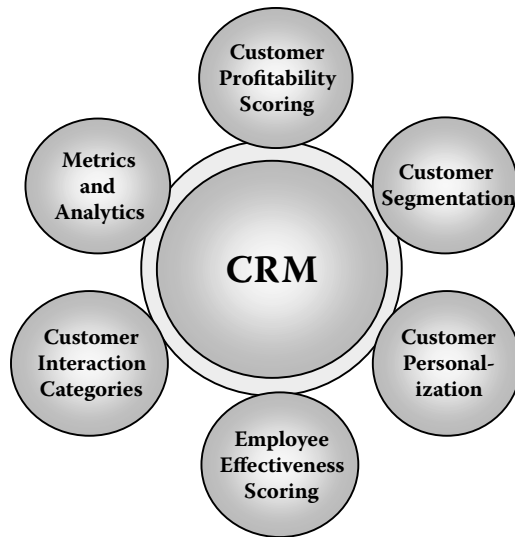 Customer
Profitability
Scoring
Metrics
and
Analytics
Customer
Segmentation
CRM
Customer
Interaction
Categories
Customer
Personal-
ization
Employee
Effectiveness
Scoring